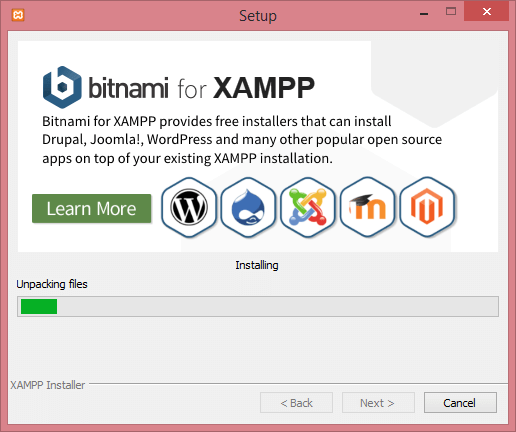 Setup
bitnami for XAMPP
Bitnami for XAMPP provides free installers that can install
Drupal, Joomla!, WordPress and many other popular open source
apps on top of your existing XAMPP installation.
Learn More
Installing
Unpacking files
XAMPP Installer
< Back
Next >
Cancel